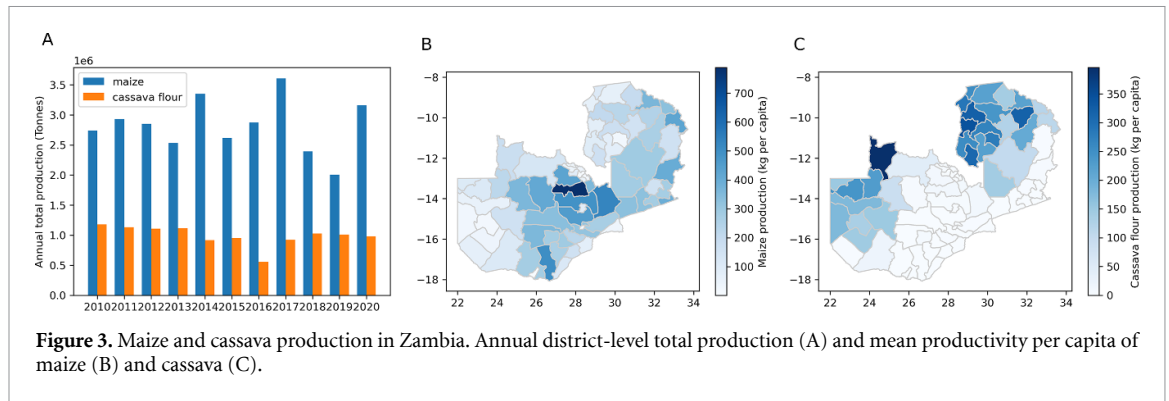 A
B
C
1e6
maize
cassava flour
Annual total production (Tonnes)
3.5
3.0
2.5
2.0
1.5
1.0
0.5
0.0
2010 2011 2012 2013 2014 2015 2016 2017 2018 2019 2020
−8
−10
−12
−14
−16
−18
22 24 26 28 30 32 34
700
600
500
400
300
200
100
Maize production (kg per capita)
−8
−10
−12
−14
−16
−18
22 24 26 28 30 32 34
350
300
250
200
150
100
50
0
Cassava flour production (kg per capita)
Figure 3. Maize and cassava production in Zambia. Annual district-level total production (A) and mean productivity per capita of
maize (B) and cassava (C).